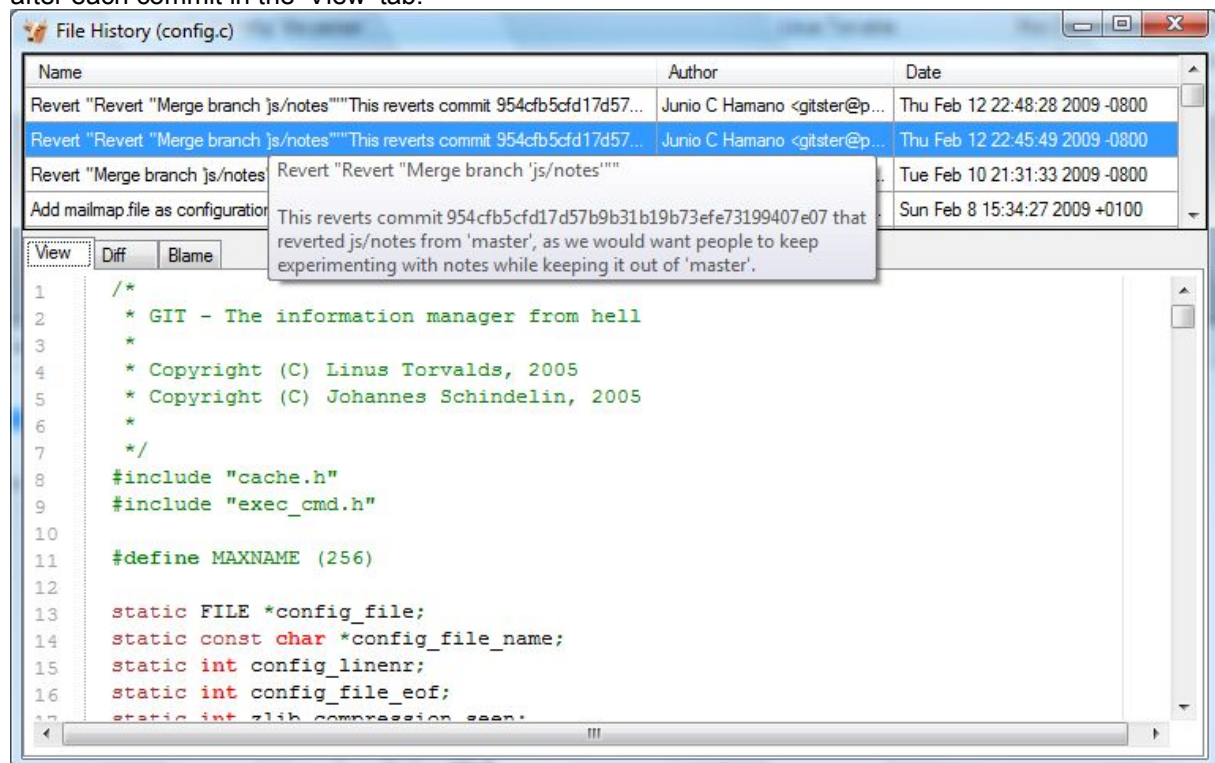 after each commit in the 'View' tab.
File History (config.c)
Name Author Date
Revert "Revert "Merge branch 'js/notes'""This reverts commit 954cfb5cfd17d57... Junio C Hamano <gitster@p... Thu Feb 12 22:48:28 2009 -0800
Revert "Revert "Merge branch 'js/notes'""This reverts commit 954cfb5cfd17d57... Junio C Hamano <gitster@p... Thu Feb 12 22:45:49 2009 -0800
Revert "Merge branch 'js/notes' Tue Feb 10 21:31:33 2009 -0800
Add mailmap.file as configuration Sun Feb 8 15:34:27 2009 +0100
Revert "Revert "Merge branch 'js/notes'""
This reverts commit 954cfb5cfd17d57b9b31b19b73efe73199407e07 that
reverted js/notes from 'master', as we would want people to keep
experimenting with notes while keeping it out of 'master'.
View Diff Blame
1 /*
2 * GIT - The information manager from hell
3 *
4 * Copyright (C) Linus Torvalds, 2005
5 * Copyright (C) Johannes Schindelin, 2005
6 *
7 */
8 #include "cache.h"
9 #include "exec_cmd.h"
10
11 #define MAXNAME (256)
12
13 static FILE *config_file;
14 static const char *config_file_name;
15 static int config_linenr;
16 static int config_file_eof;
17 static int zlib_compression_seen;